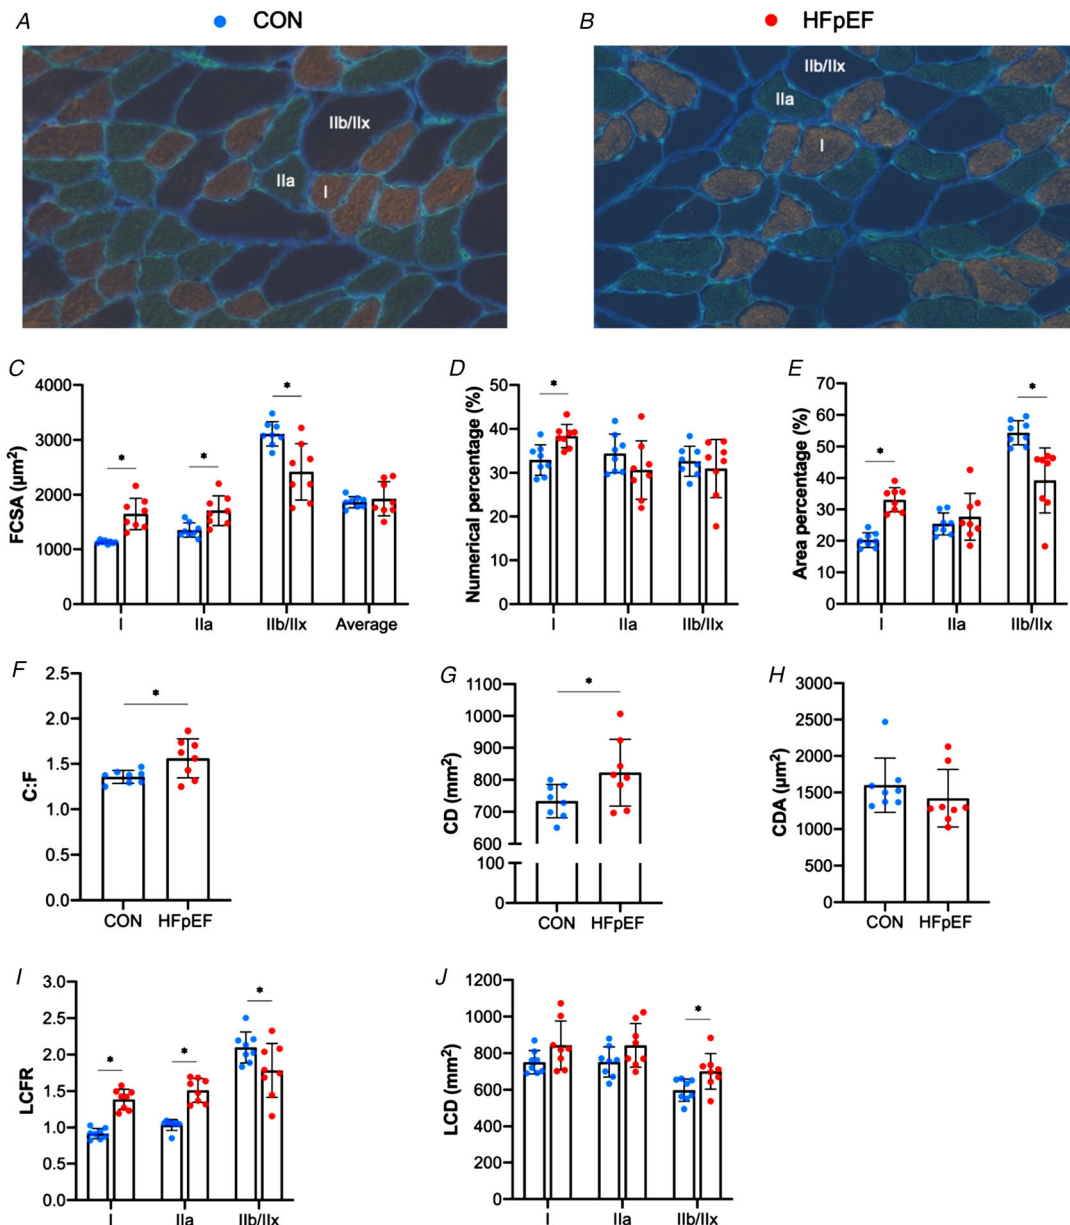 A
CON
B
HFpEF
IIb/IIx
IIa
I
IIb/IIx
IIa
I
C
FCSA (µm²)
4000
3000
2000
1000
0
*
*
*
I
IIa
IIb/IIx
Average
D
Numerical percentage (%)
50
40
30
20
10
0
*
I
IIa
IIb/IIx
E
Area percentage (%)
70
60
50
40
30
20
10
0
*
*
I
IIa
IIb/IIx
F
C:F
2.5
2.0
1.5
1.0
0.5
0.0
*
CON
HFpEF
G
CD (mm²)
1100
1000
900
800
700
600
100
0
*
CON
HFpEF
H
CDA (µm²)
3000
2500
2000
1500
1000
500
0
CON
HFpEF
I
LCFR
3.0
2.5
2.0
1.5
1.0
0.5
0.0
*
*
*
I
IIa
IIb/IIx
J
LCD (mm²)
1200
1000
800
600
400
200
0
*
I
IIa
IIb/IIx